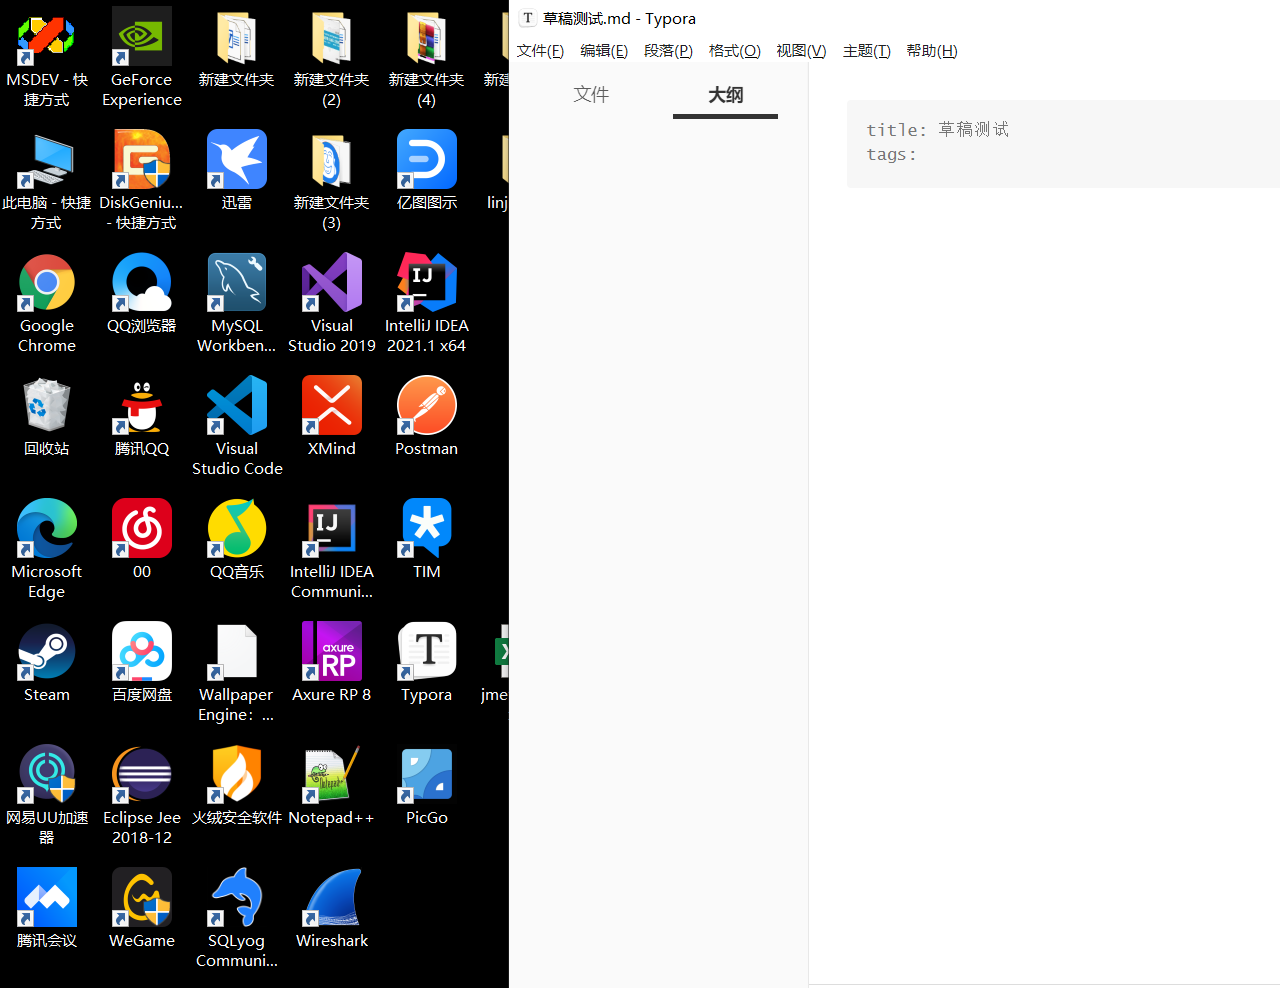 MSDEV - 快
捷方式
GeForce
Experience
新建文件夹
新建文件夹
(2)
新建文件夹
(4)
新建
此电脑 - 快捷
方式
DiskGeniu...
- 快捷方式
迅雷
新建文件夹
(3)
亿图图示
linj
Google
Chrome
QQ浏览器
MySQL
Workben...
Visual
Studio 2019
IJ
IntelliJ IDEA
2021.1 x64
回收站
腾讯QQ
Visual
Studio Code
XMind
Postman
Microsoft
Edge
00
QQ音乐
IJ
IntelliJ IDEA
Communi...
TIM
Steam
百度网盘
Wallpaper
Engine：...
axure
RP
Axure RP 8
T
Typora
X
jme
网易UU加速
器
Eclipse Jee
2018-12
火绒安全软件
Notepad++
PicGo
腾讯会议
WeGame
SQLyog
Communi...
Wireshark
T 草稿测试.md - Typora
文件(F) 编辑(E) 段落(P) 格式(O) 视图(V) 主题(T) 帮助(H)
文件 大纲
title: 草稿测试
tags: